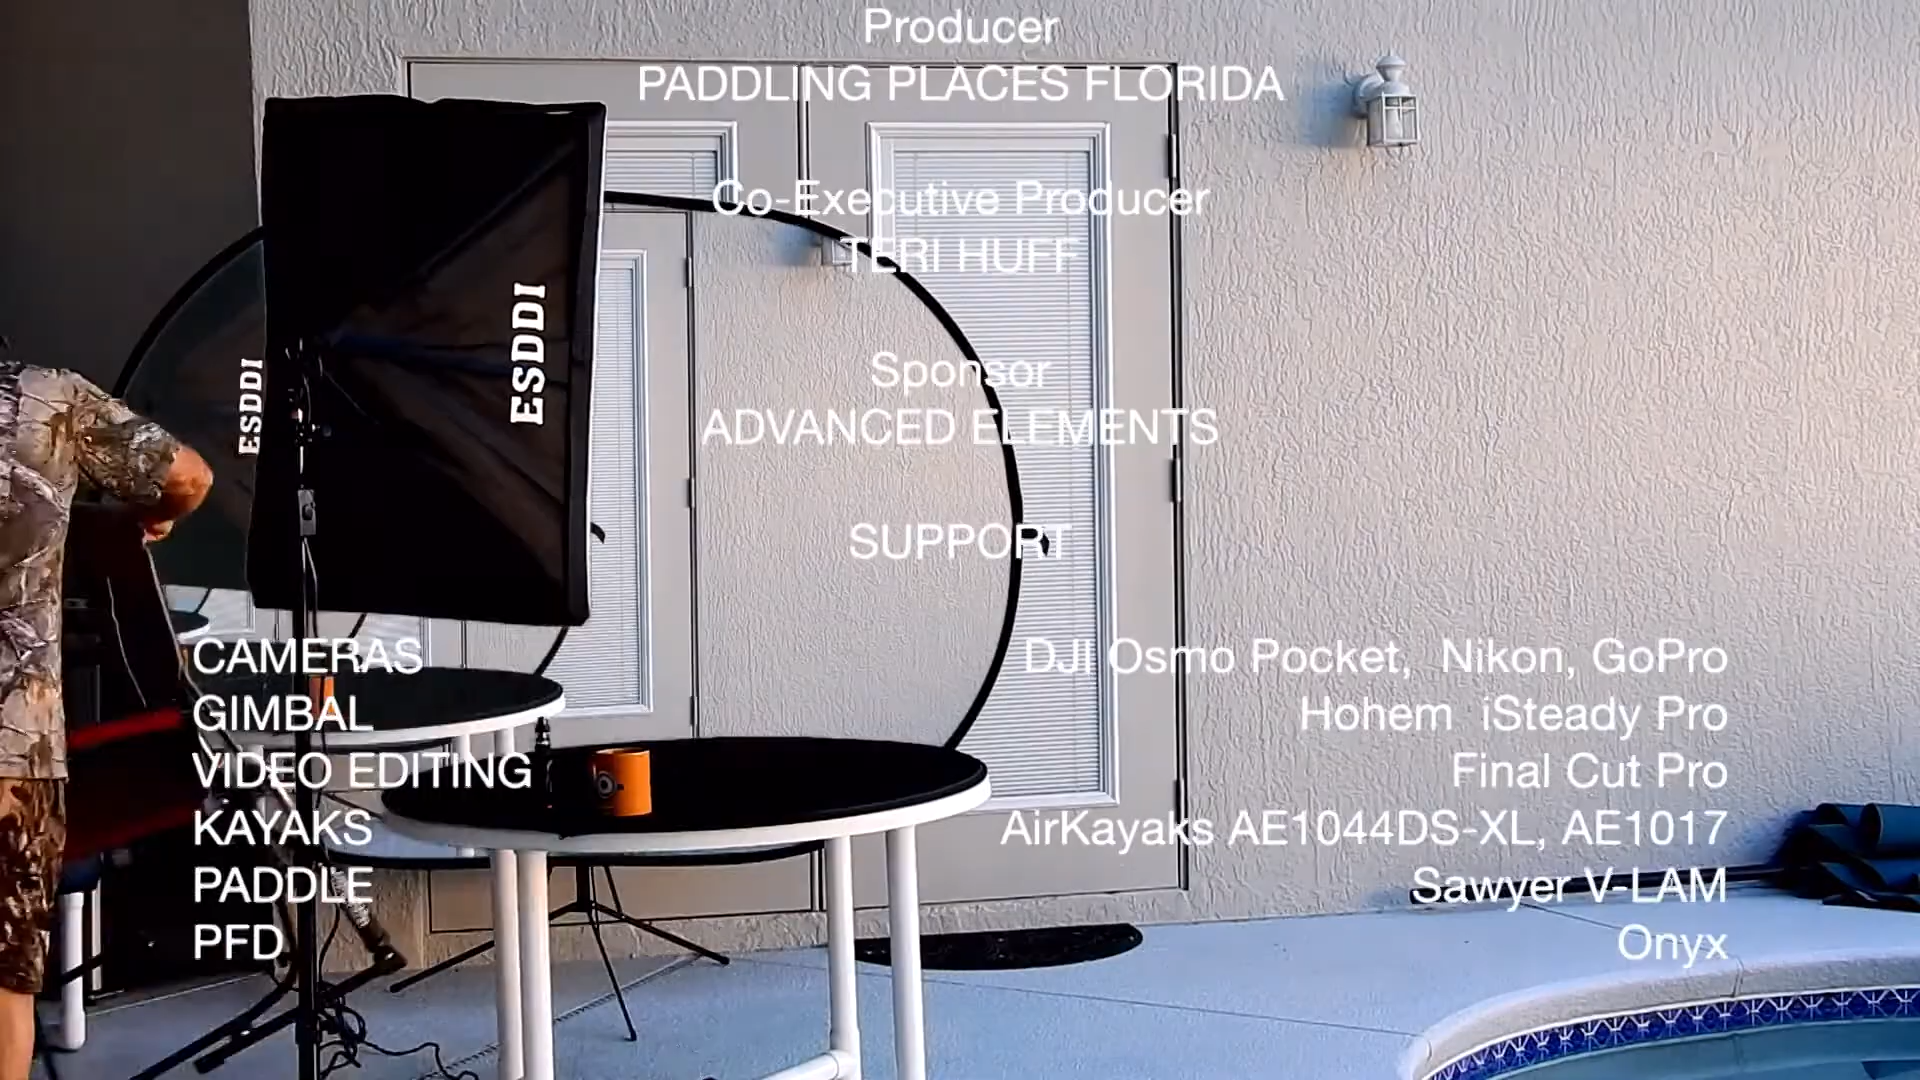 Producer
PADDLING PLACES FLORIDA
Co-Executive Producer
TERI HUFF
Sponsor
ADVANCED ELEMENTS
SUPPORT
ESDDI
ESDDI
CAMERAS DJI Osmo Pocket, Nikon, GoPro
GIMBAL Hohem iSteady Pro
VIDEO EDITING Final Cut Pro
KAYAKS AirKayaks AE1044DS-XL, AE1017
PADDLE Sawyer V-LAM
PFD Onyx